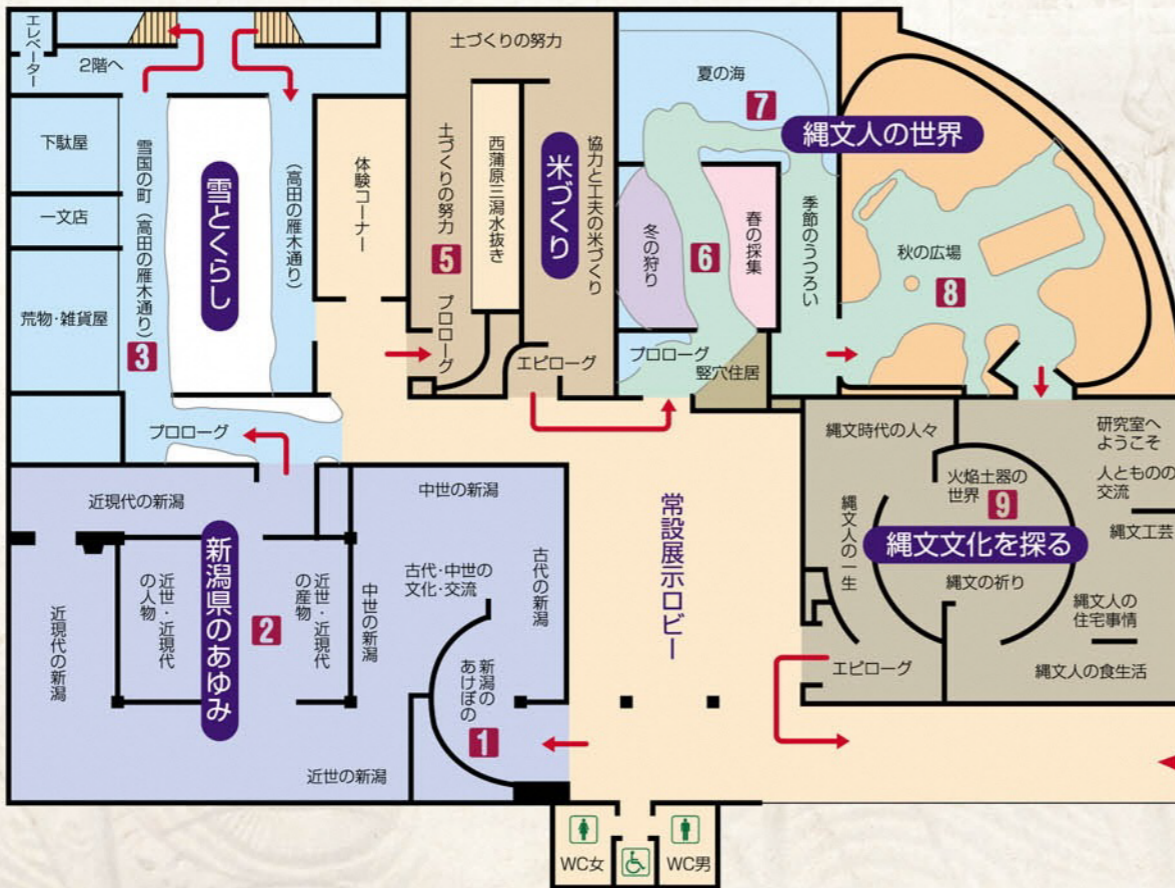 エレベーター
2階へ
下駄屋
一文店
荒物・雑貨屋
雪国の町（高田の雁木通り）
3
雪とくらし
（高田の雁木通り）
プロローグ
体験コーナー
土づくりの努力
土づくりの努力
5
プロローグ
西蒲原三潟水抜き
米づくり
協力と工夫の米づくり
エピローグ
夏の海
7
縄文人の世界
冬の狩り
6
春の採集
季節のうつろい
プロローグ
竪穴住居
秋の広場
8
近現代の新潟
新潟県のあゆみ
近現代の新潟
近世・近現代
の人物
2
近世・近現代
の産物
中世の新潟
中世の新潟
古代・中世の
文化・交流
古代の新潟
新潟の
あけぼの
1
近世の新潟
常設展示ロビー
縄文時代の人々
縄文人の一生
火焔土器の
世界
9
縄文文化を探る
縄文の祈り
研究室へ
ようこそ
人とものの
交流
縄文工芸
縄文人の
住宅事情
縄文人の食生活
エピローグ
WC女
WC男